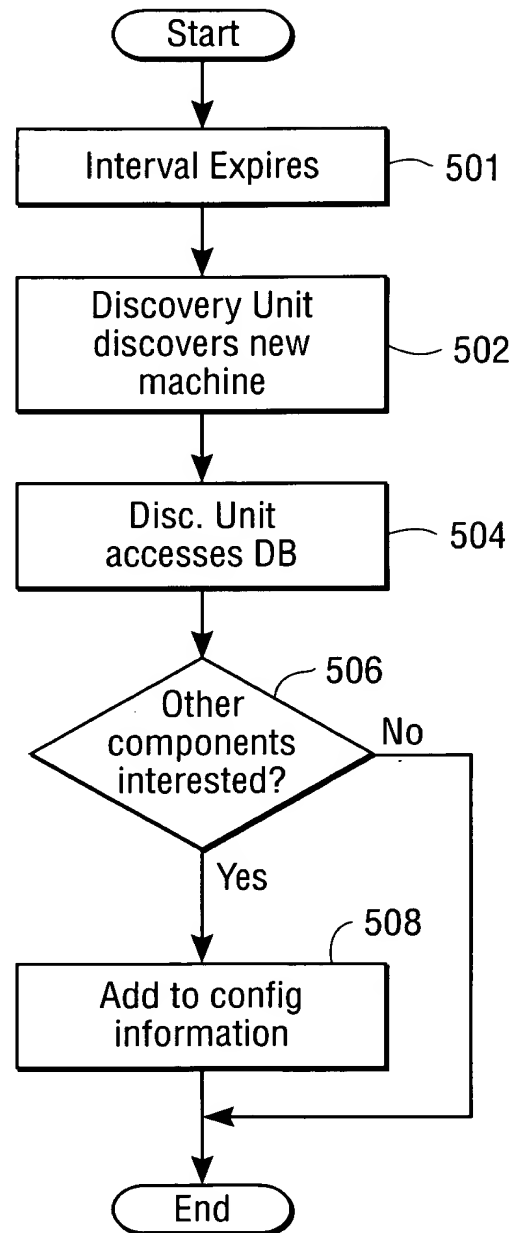 Start
Interval Expires
501
Discovery Unit
discovers new
machine
502
Disc. Unit
accesses DB
504
506
Other
components
interested?
No
Yes
508
Add to config
information
End